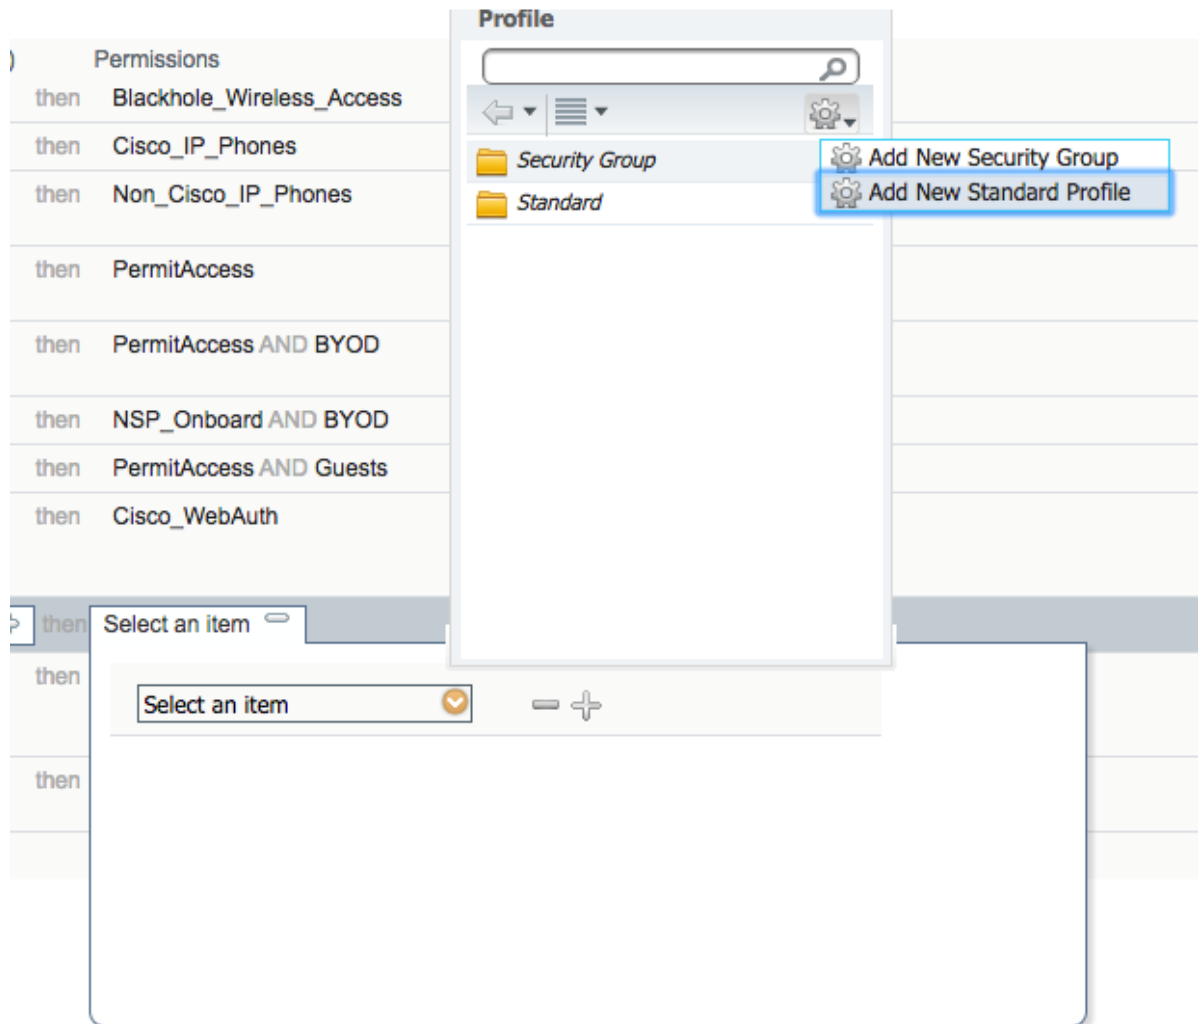 Profile
) Permissions
then Blackhole_Wireless_Access
then Cisco_IP_Phones
then Non_Cisco_IP_Phones
then PermitAccess
then PermitAccess AND BYOD
then NSP_Onboard AND BYOD
then PermitAccess AND Guests
then Cisco_WebAuth
Security Group
Standard
Add New Security Group
Add New Standard Profile
then Select an item
then
Select an item
then